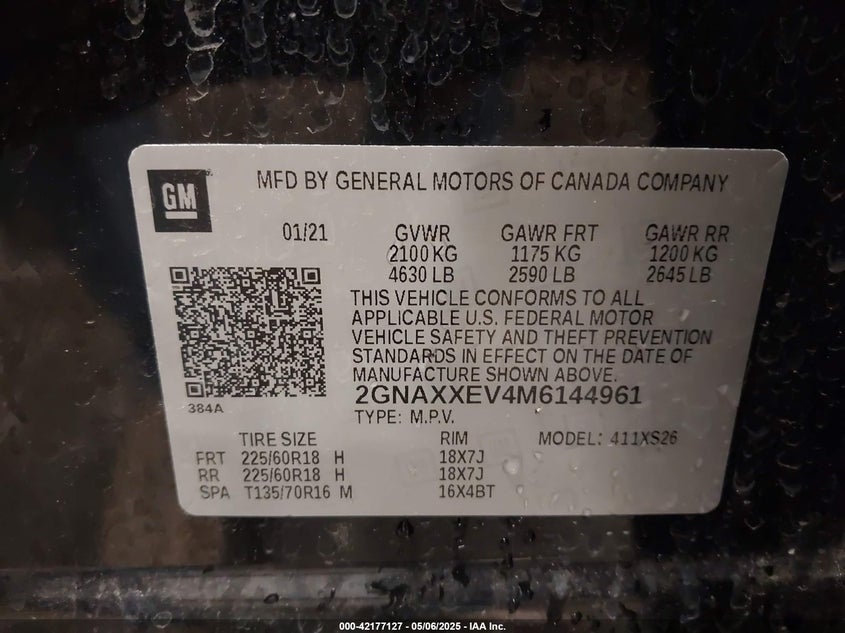 GM
MFD BY GENERAL MOTORS OF CANADA COMPANY
01/21 GVWR GAWR FRT GAWR RR
2100 KG 1175 KG 1200 KG
4630 LB 2590 LB 2645 LB
THIS VEHICLE CONFORMS TO ALL
APPLICABLE U.S. FEDERAL MOTOR
VEHICLE SAFETY AND THEFT PREVENTION
STANDARDS IN EFFECT ON THE DATE OF
MANUFACTURE SHOWN ABOVE.
2GNAXXEV4M6144961
384A
TYPE: M.P.V.
TIRE SIZE RIM MODEL: 411XS26
FRT 225/60R18 H 18X7J
RR 225/60R18 H 18X7J
SPA T135/70R16 M 16X4BT
000-42177127 - 05/06/2025 - IAA Inc.